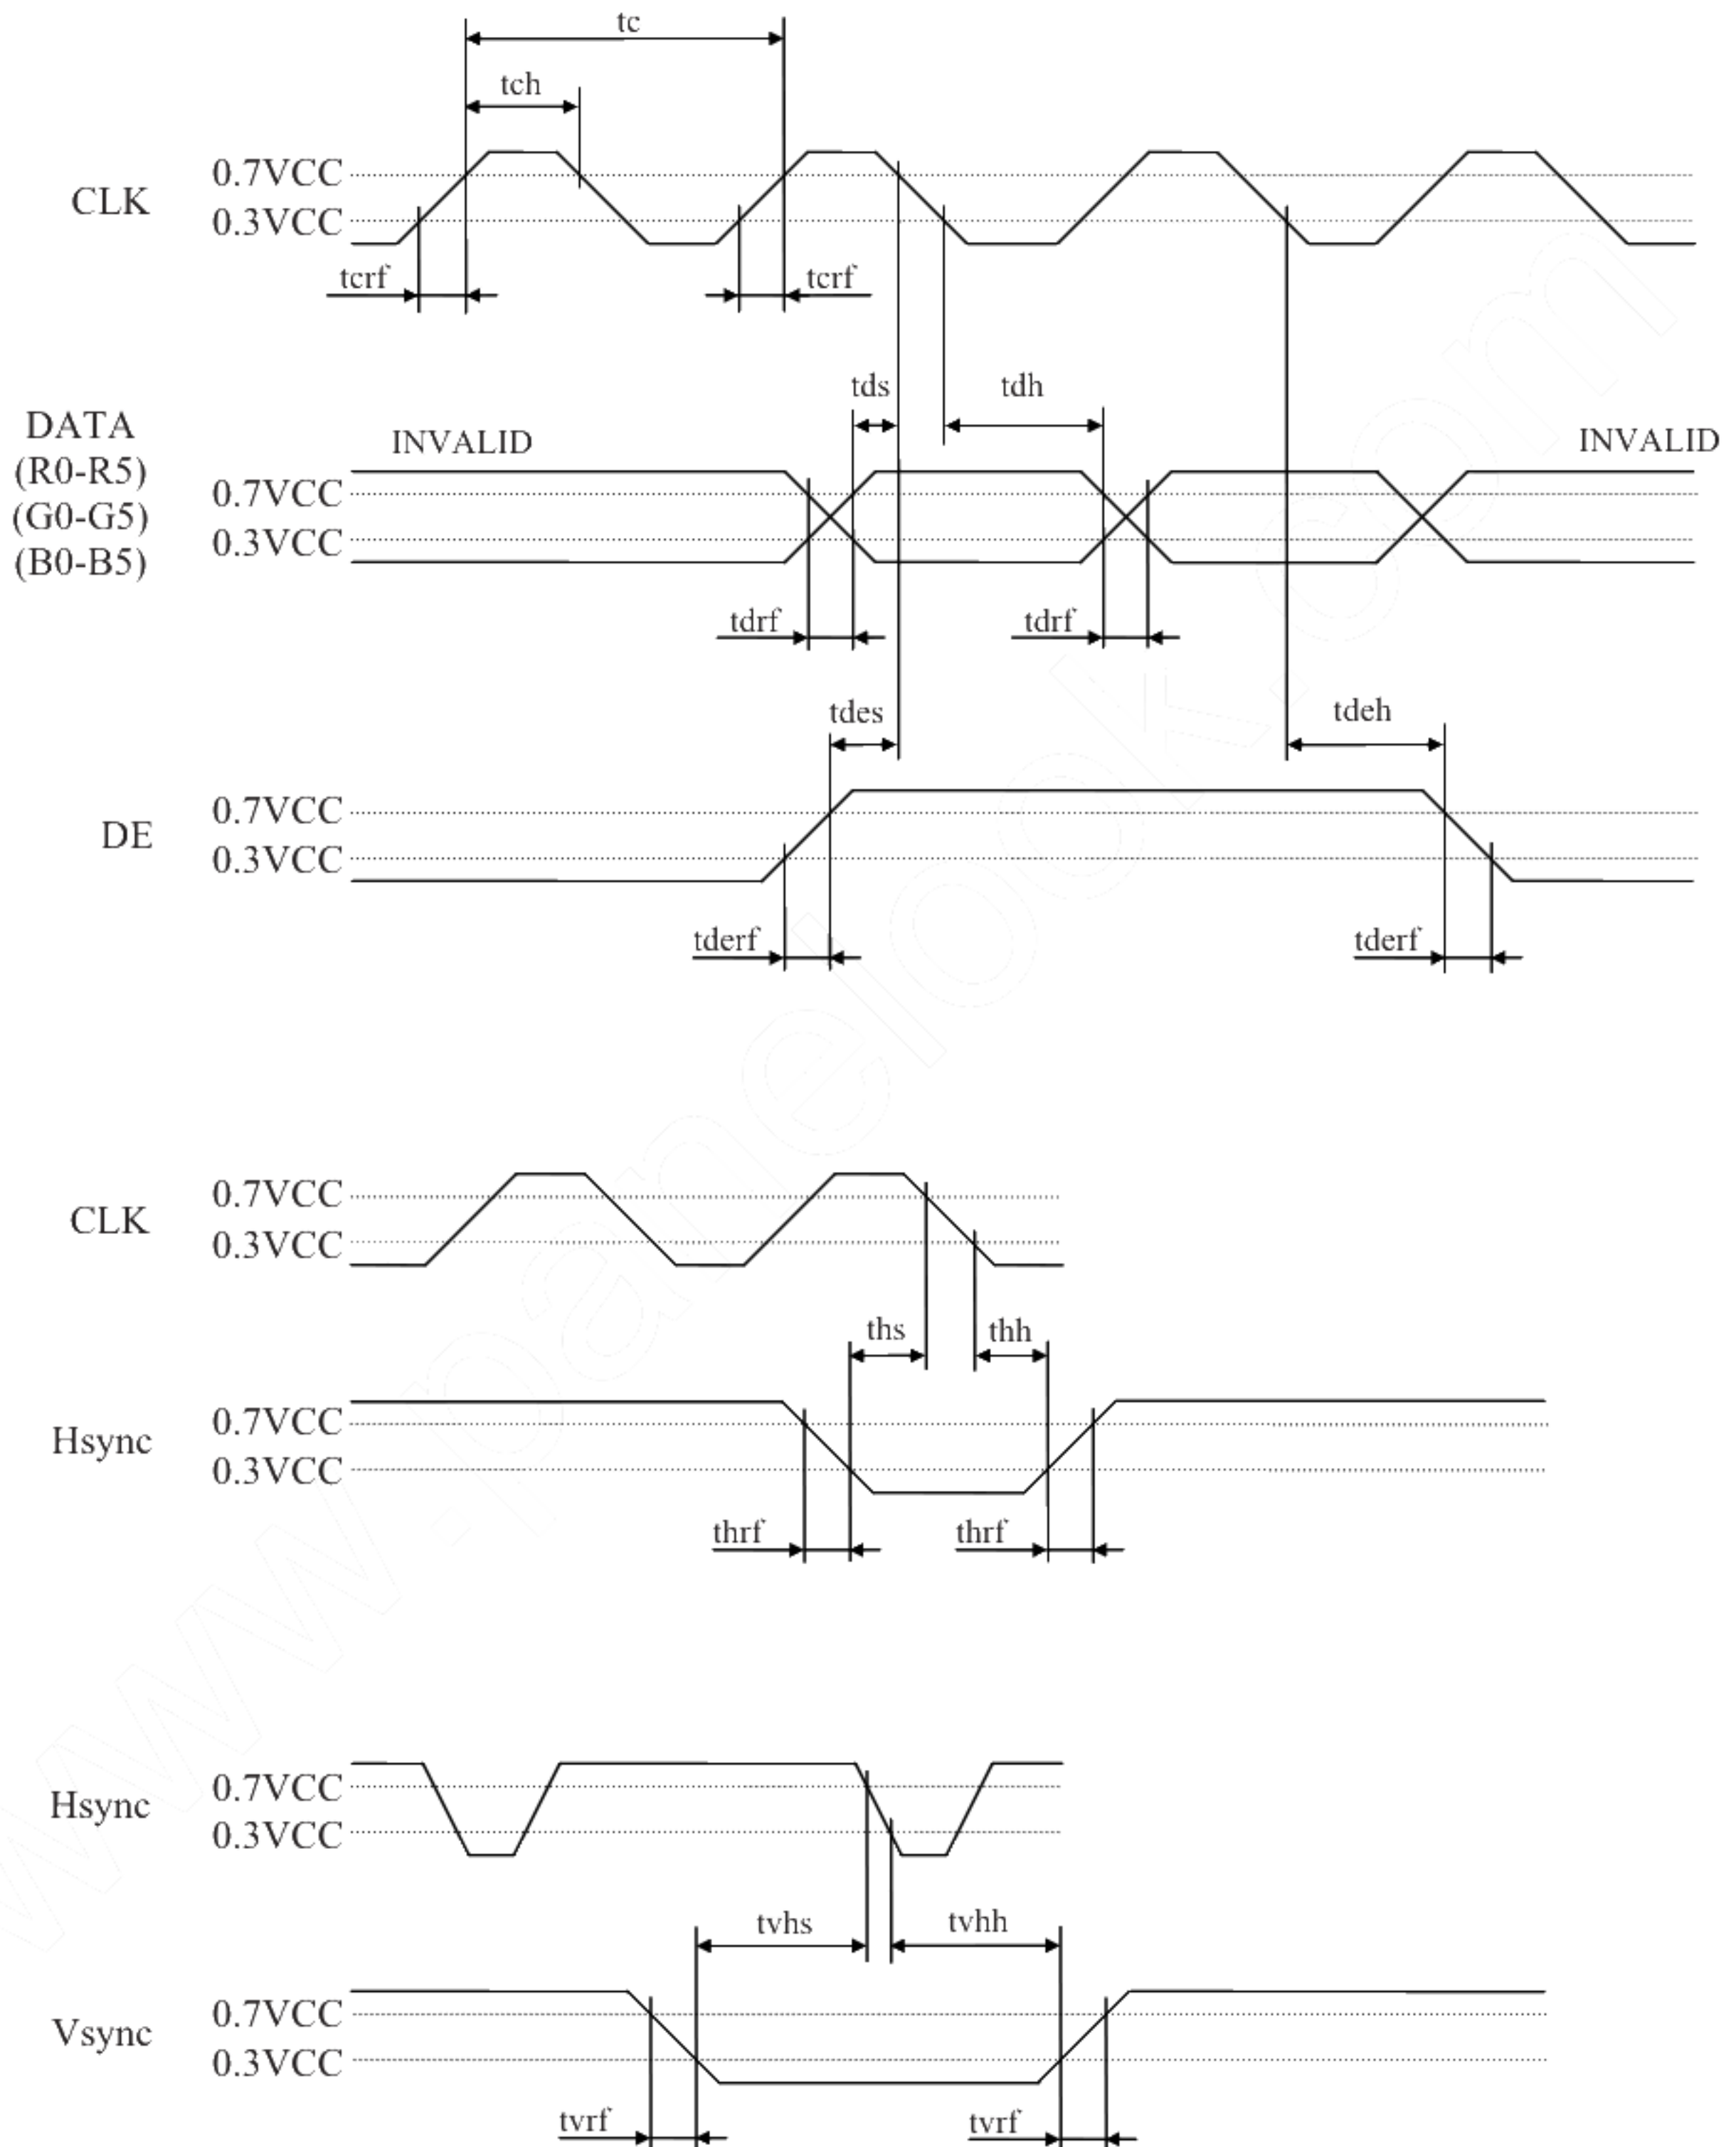 tc
tch
CLK
0.7VCC
0.3VCC
tcrf
tcrf
tds
tdh
DATA
(R0-R5)
(G0-G5)
(B0-B5)
INVALID
INVALID
0.7VCC
0.3VCC
tdrf
tdrf
tdes
tdeh
DE
0.7VCC
0.3VCC
tderf
tderf
CLK
0.7VCC
0.3VCC
ths
thh
Hsync
0.7VCC
0.3VCC
thrf
thrf
Hsync
0.7VCC
0.3VCC
tvhs
tvhh
Vsync
0.7VCC
0.3VCC
tvrf
tvrf
www.panelook.com